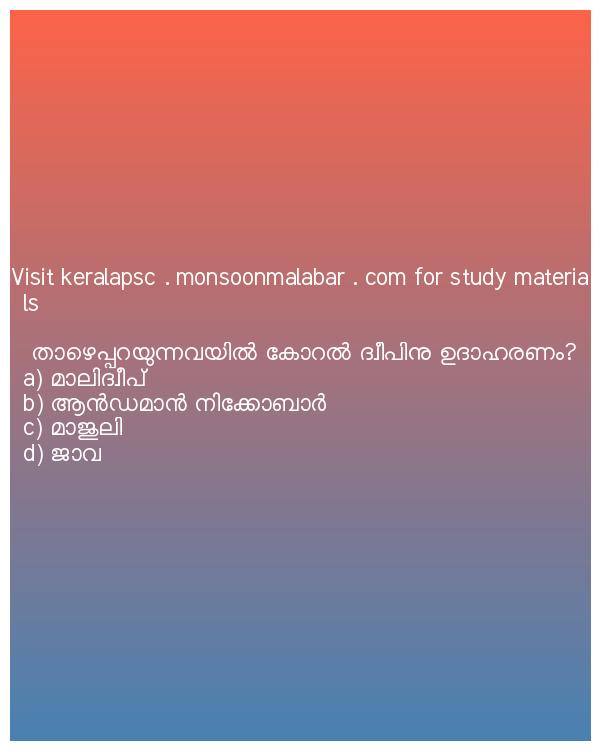 Visit keralapsc . monsoonmalabar . com for study materia
ls
താഴെപ്പറയുന്നവയിൽ കോറൽ ദ്വീപിനു ഉദാഹരണം?
a) മാലിദ്വീപ്
b) ആൻഡമാൻ നിക്കോബാർ
c) മാജുലി
d) ജാവ